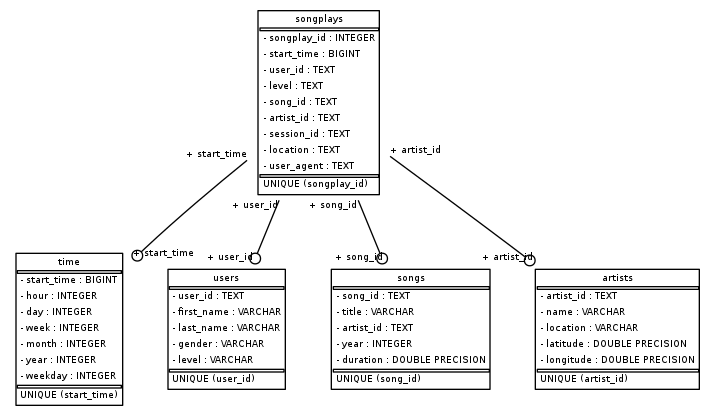 songplays
- songplay_id : INTEGER
- start_time : BIGINT
- user_id : TEXT
- level : TEXT
- song_id : TEXT
- artist_id : TEXT
- session_id : TEXT
- location : TEXT
- user_agent : TEXT
UNIQUE (songplay_id)
+ start_time
+ artist_id
+ user_id
+ song_id
+ start_time
+ user_id
+ song_id
+ artist_id
time
- start_time : BIGINT
- hour : INTEGER
- day : INTEGER
- week : INTEGER
- month : INTEGER
- year : INTEGER
- weekday : INTEGER
UNIQUE (start_time)
users
- user_id : TEXT
- first_name : VARCHAR
- last_name : VARCHAR
- gender : VARCHAR
- level : VARCHAR
UNIQUE (user_id)
songs
- song_id : TEXT
- title : VARCHAR
- artist_id : TEXT
- year : INTEGER
- duration : DOUBLE PRECISION
UNIQUE (song_id)
artists
- artist_id : TEXT
- name : VARCHAR
- location : VARCHAR
- latitude : DOUBLE PRECISION
- longitude : DOUBLE PRECISION
UNIQUE (artist_id)